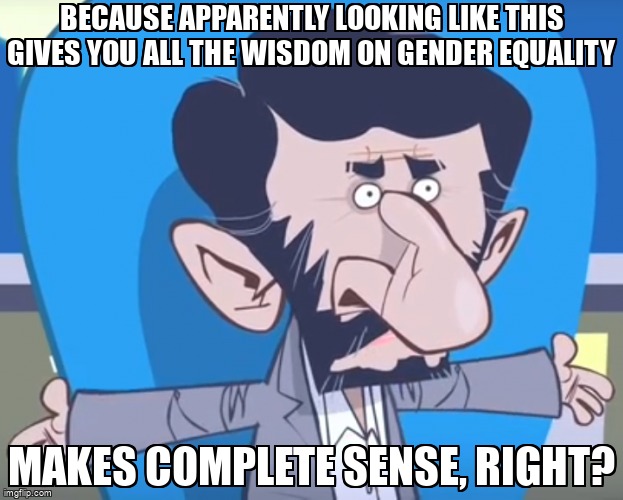 BECAUSE APPARENTLY LOOKING LIKE THIS
GIVES YOU ALL THE WISDOM ON GENDER EQUALITY
MAKES COMPLETE SENSE, RIGHT?
imgflip.com